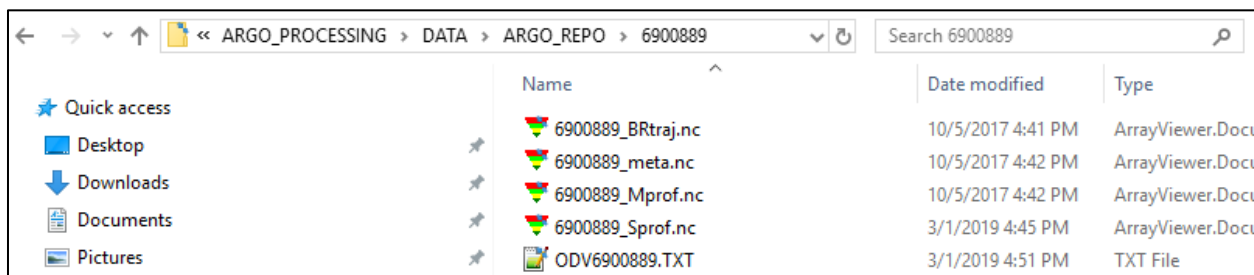 « ARGO_PROCESSING > DATA > ARGO_REPO > 6900889 Search 6900889
Name Date modified Type
Quick access
Desktop
Downloads
Documents
Pictures
6900889_BRtraj.nc 10/5/2017 4:41 PM ArrayViewer.Docu
6900889_meta.nc 10/5/2017 4:42 PM ArrayViewer.Docu
6900889_Mprof.nc 10/5/2017 4:42 PM ArrayViewer.Docu
6900889_Sprof.nc 3/1/2019 4:45 PM ArrayViewer.Docu
ODV6900889.TXT 3/1/2019 4:51 PM TXT File